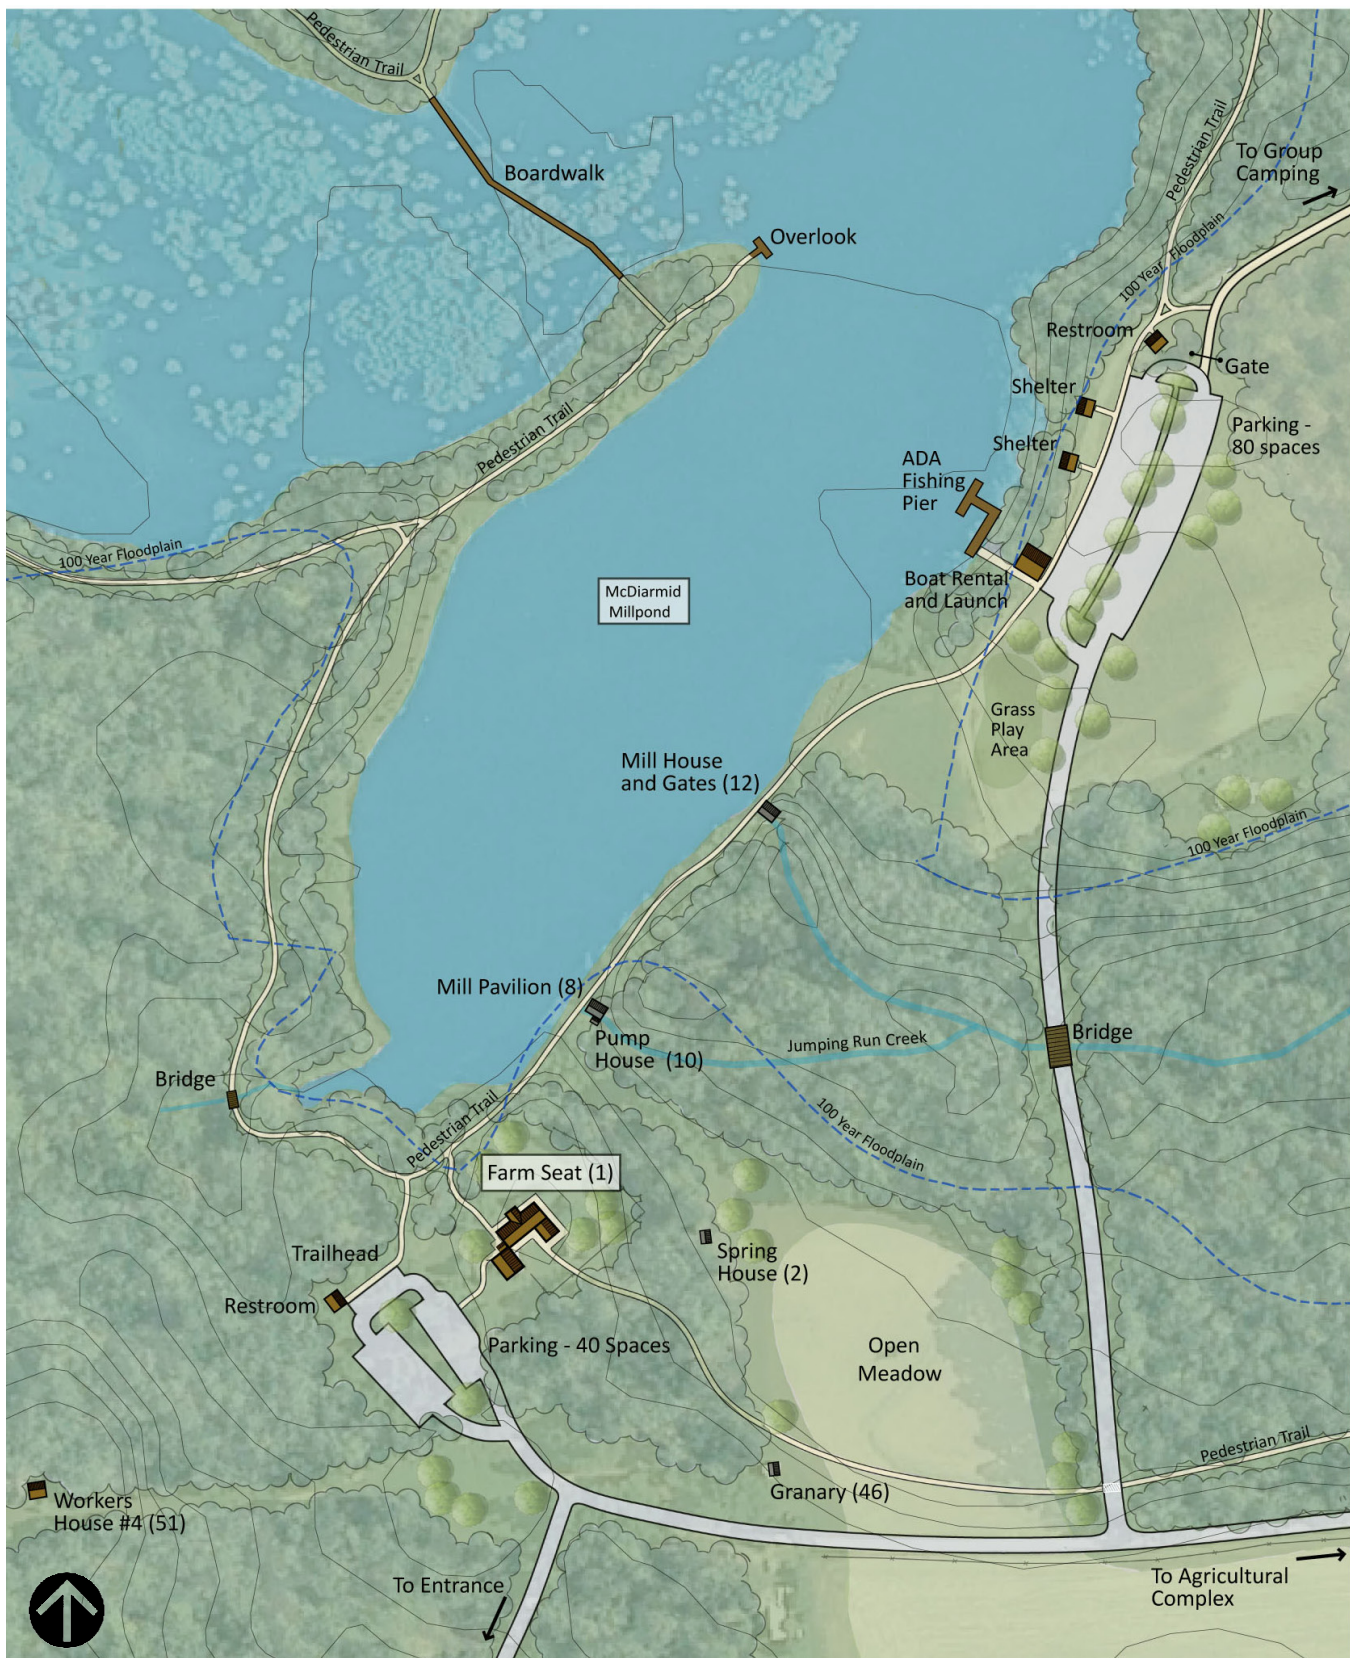 Pedestrian Trail
Boardwalk
Overlook
Pedestrian Trail
To Group
Camping
100 Year Floodplain
Restroom
Gate
Shelter
Parking -
80 spaces
Shelter
ADA
Fishing
Pier
Pedestrian Trail
100 Year Floodplain
Boat Rental
and Launch
McDiarmid
Millpond
Grass
Play
Area
Mill House
and Gates (12)
100 Year Floodplain
Mill Pavilion (8)
Pump
House (10)
Jumping Run Creek
Bridge
Bridge
Pedestrian Trail
100 Year Floodplain
Farm Seat (1)
Trailhead
Spring
House (2)
Restroom
Parking - 40 Spaces
Open
Meadow
Pedestrian Trail
Granary (46)
Workers
House #4 (51)
To Entrance
To Agricultural
Complex